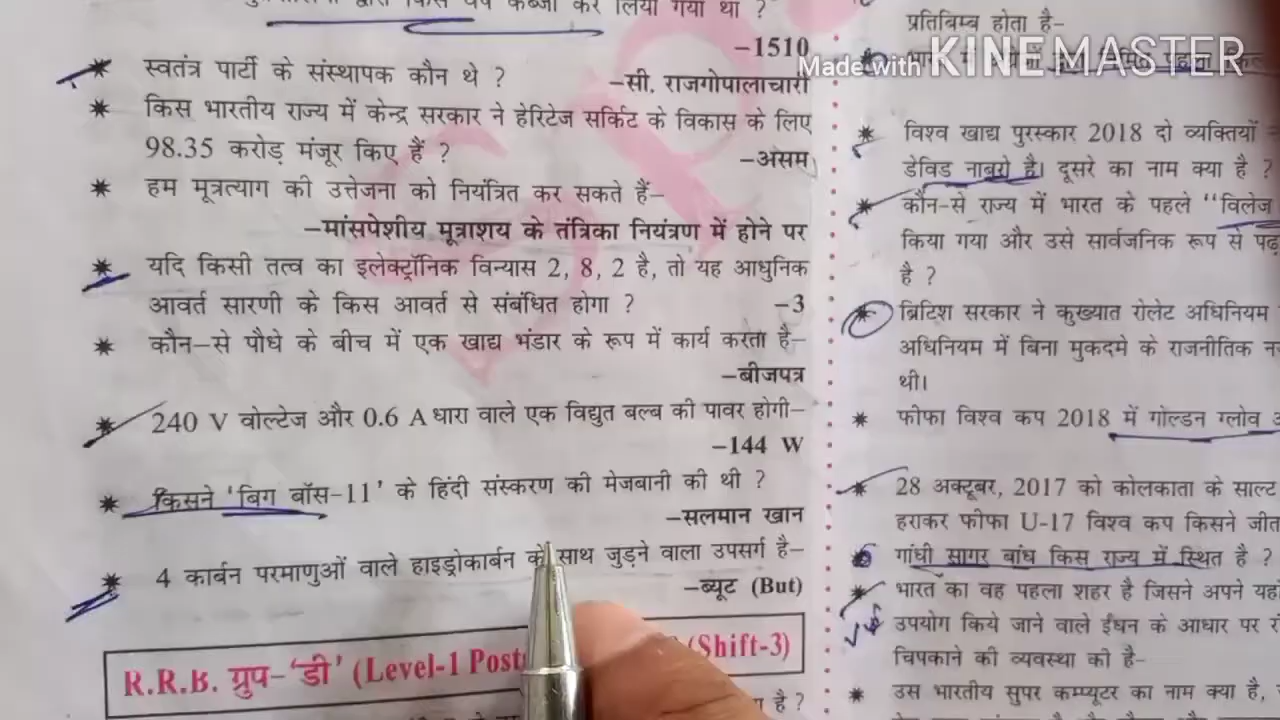 कर लिया गया था ?
-1510
* स्वतंत्र पार्टी के संस्थापक कौन थे ?
-सी. राजगोपालाचारी
* किस भारतीय राज्य में केन्द्र सरकार ने हेरिटेज सर्किट के विकास के लिए
98.35 करोड़ मंजूर किए हैं ?
-असम
* हम मूत्रत्याग की उत्तेजना को नियंत्रित कर सकते हैं-
-मांसपेशीय मूत्राशय के तंत्रिका नियंत्रण में होने पर
* यदि किसी तत्व का इलेक्ट्रॉनिक विन्यास 2, 8, 2 है, तो यह आधुनिक
आवर्त सारणी के किस आवर्त से संबंधित होगा ?
-3
* कौन-से पौधे के बीच में एक खाद्य भंडार के रूप में कार्य करता है-
-बीजपत्र
* 240 V वोल्टेज और 0.6 A धारा वाले एक विद्युत बल्ब की पावर होगी-
-144 W
* किसने 'बिग बॉस-11' के हिंदी संस्करण की मेजबानी की थी ?
-सलमान खान
* 4 कार्बन परमाणुओं वाले हाइड्रोकार्बन के साथ जुड़ने वाला उपसर्ग है-
-ब्यूट (But)
R.R.B. ग्रुप-'डी' (Level-1 Post (Shift-3)
है ?
प्रतिबिम्ब होता है-
Made with KINEMASTER
* विश्व खाद्य पुरस्कार 2018 दो व्यक्तियों
डेविड नाबरो है। दूसरे का नाम क्या है ?
* कौन-से राज्य में भारत के पहले "विलेज
किया गया और उसे सार्वजनिक रूप से
है ?
* ब्रिटिश सरकार ने कुख्यात रोलेट अधिनियम
अधिनियम में बिना मुकदमे के राजनीतिक
थी।
* फीफा विश्व कप 2018 में गोल्डन ग्लोव
* 28 अक्टूबर, 2017 को कोलकाता के साल्ट
हराकर फीफा U-17 विश्व कप किसने जीत
* गांधी सागर बांध किस राज्य में स्थित है ?
* भारत का वह पहला शहर है जिसने अपने यहाँ
उपयोग किये जाने वाले ईंधन के आधार पर
चिपकाने की व्यवस्था की है-
* उस भारतीय सुपर कम्प्यूटर का नाम क्या है,